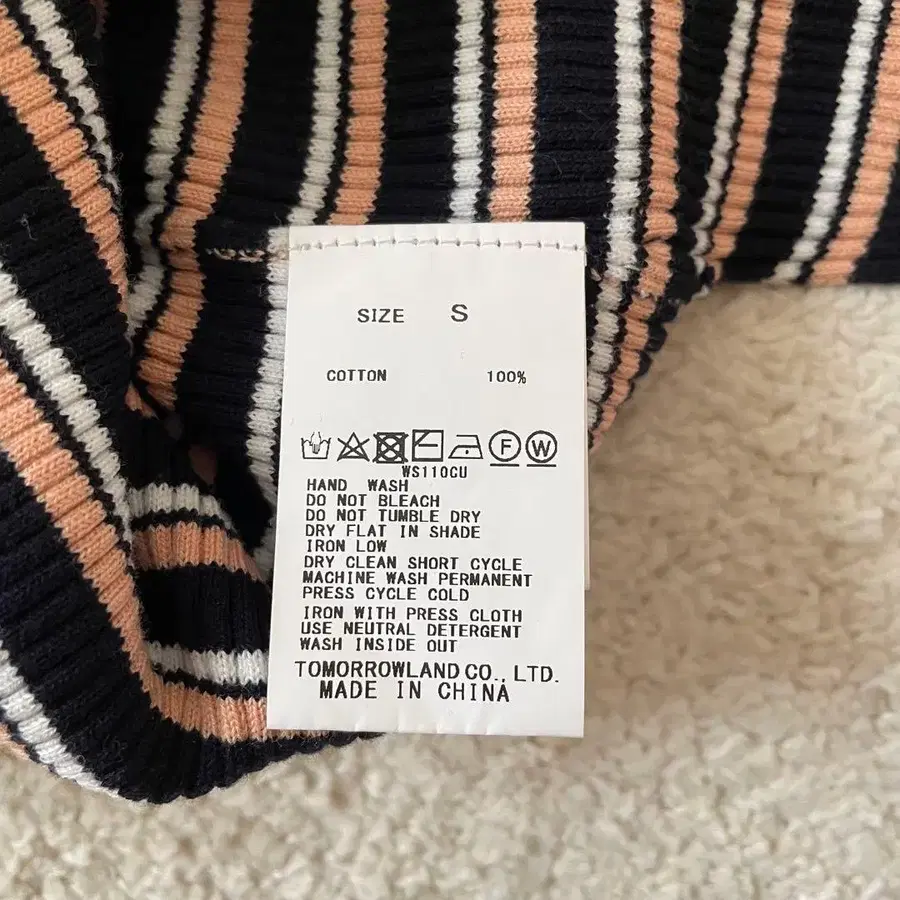 SIZE S
COTTON 100%
F W
WS110CU
HAND WASH
DO NOT BLEACH
DO NOT TUMBLE DRY
DRY FLAT IN SHADE
IRON LOW
DRY CLEAN SHORT CYCLE
MACHINE WASH PERMANENT
PRESS CYCLE COLD
IRON WITH PRESS CLOTH
USE NEUTRAL DETERGENT
WASH INSIDE OUT
TOMORROWLAND CO., LTD.
MADE IN CHINA